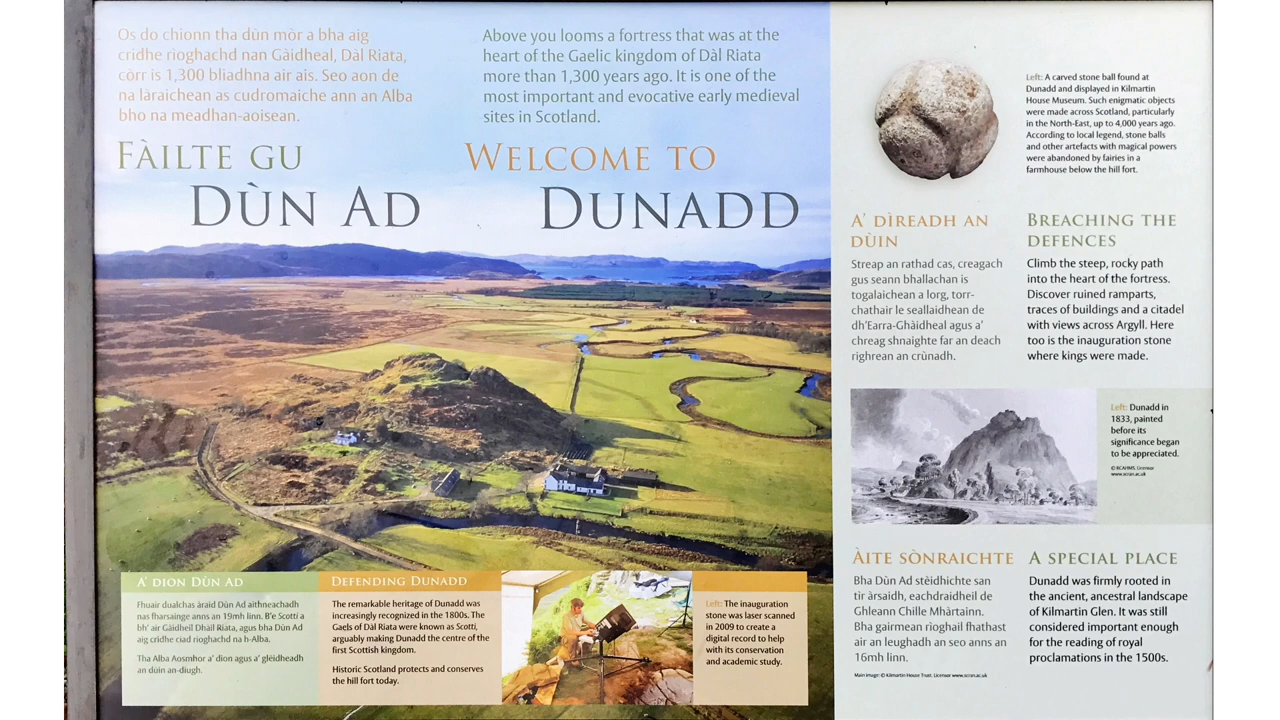 Os do chionn tha dùn mòr a bha aig
cridhe rìoghachd nan Gàidheal, Dàl Riata,
còrr is 1,300 bliadhna air ais. Seo aon de
na làraichean as cudromaiche ann an Alba
bho na meadhan-aoisean.
FÀILTE GU
DÙN AD
Above you looms a fortress that was at the
heart of the Gaelic kingdom of Dàl Riata
more than 1,300 years ago. It is one of the
most important and evocative early medieval
sites in Scotland.
WELCOME TO
DUNADD
Left: A carved stone ball found at
Dunadd and displayed in Kilmartin
House Museum. Such enigmatic objects
were made across Scotland, particularly
in the North-East, up to 4,000 years ago.
According to local legend, stone balls
and other artefacts with magical powers
were abandoned by fairies in a
farmhouse below the hill fort.
A' DÌREADH AN
DÙIN
Streap an rathad cas, creagach
gus seann bhallachan is
togalaichean a lorg, torr-
chathair le seallaidhean de
dh'Earra-Ghàidheal agus a'
chreag shnaighte far an deach
rìghrean an crùnadh.
BREACHING THE
DEFENCES
Climb the steep, rocky path
into the heart of the fortress.
Discover ruined ramparts,
traces of buildings and a citadel
with views across Argyll. Here
too is the inauguration stone
where kings were made.
Left: Dunadd in
1833, painted
before its
significance began
to be appreciated.
© RCAHMS. Licensor
www.scran.ac.uk
ÀITE SÒNRAICHTE
Bha Dùn Ad stèidhichte san
tìr àrsaidh, eachdraidheil de
Ghleann Chille Mhàrtainn.
Bha gairmean rìoghail fhathast
air an leughadh an seo anns an
16mh linn.
A SPECIAL PLACE
Dunadd was firmly rooted in
the ancient, ancestral landscape
of Kilmartin Glen. It was still
considered important enough
for the reading of royal
proclamations in the 1500s.
Main image: © Kilmartin House Trust. Licensor www.scran.ac.uk
A' DÌON DÙN AD
Fhuair dualchas àraid Dùn Ad aithneachadh
nas fharsainge anns an 19mh linn. B'e Scotti a
bh' air Gàidheil Dhàil Riata, agus bha Dùn Ad
aig cridhe ciad rìoghachd na h-Alba.
Tha Alba Aosmhor a' dìon agus a' glèidheadh
an dùin an-diugh.
DEFENDING DUNADD
The remarkable heritage of Dunadd was
increasingly recognized in the 1800s. The
Gaels of Dàl Riata were known as Scotti,
arguably making Dunadd the centre of the
first Scottish kingdom.
Historic Scotland protects and conserves
the hill fort today.
Left: The inauguration
stone was laser scanned
in 2009 to create a
digital record to help
with its conservation
and academic study.